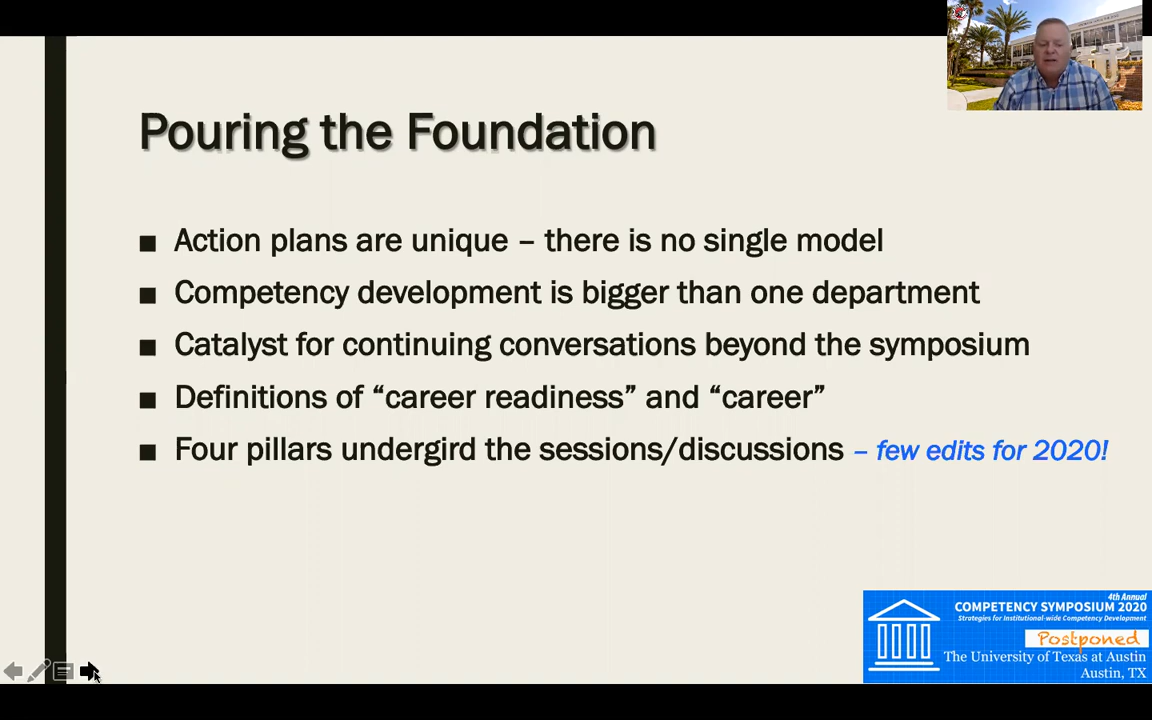 Pouring the Foundation
■ Action plans are unique – there is no single model
■ Competency development is bigger than one department
■ Catalyst for continuing conversations beyond the symposium
■ Definitions of “career readiness” and “career”
■ Four pillars undergird the sessions/discussions – few edits for 2020!
4th Annual
COMPETENCY SYMPOSIUM 2020
Strategies for Institutional-wide Competency Development
Postponed
The University of Texas at Austin
Austin, TX